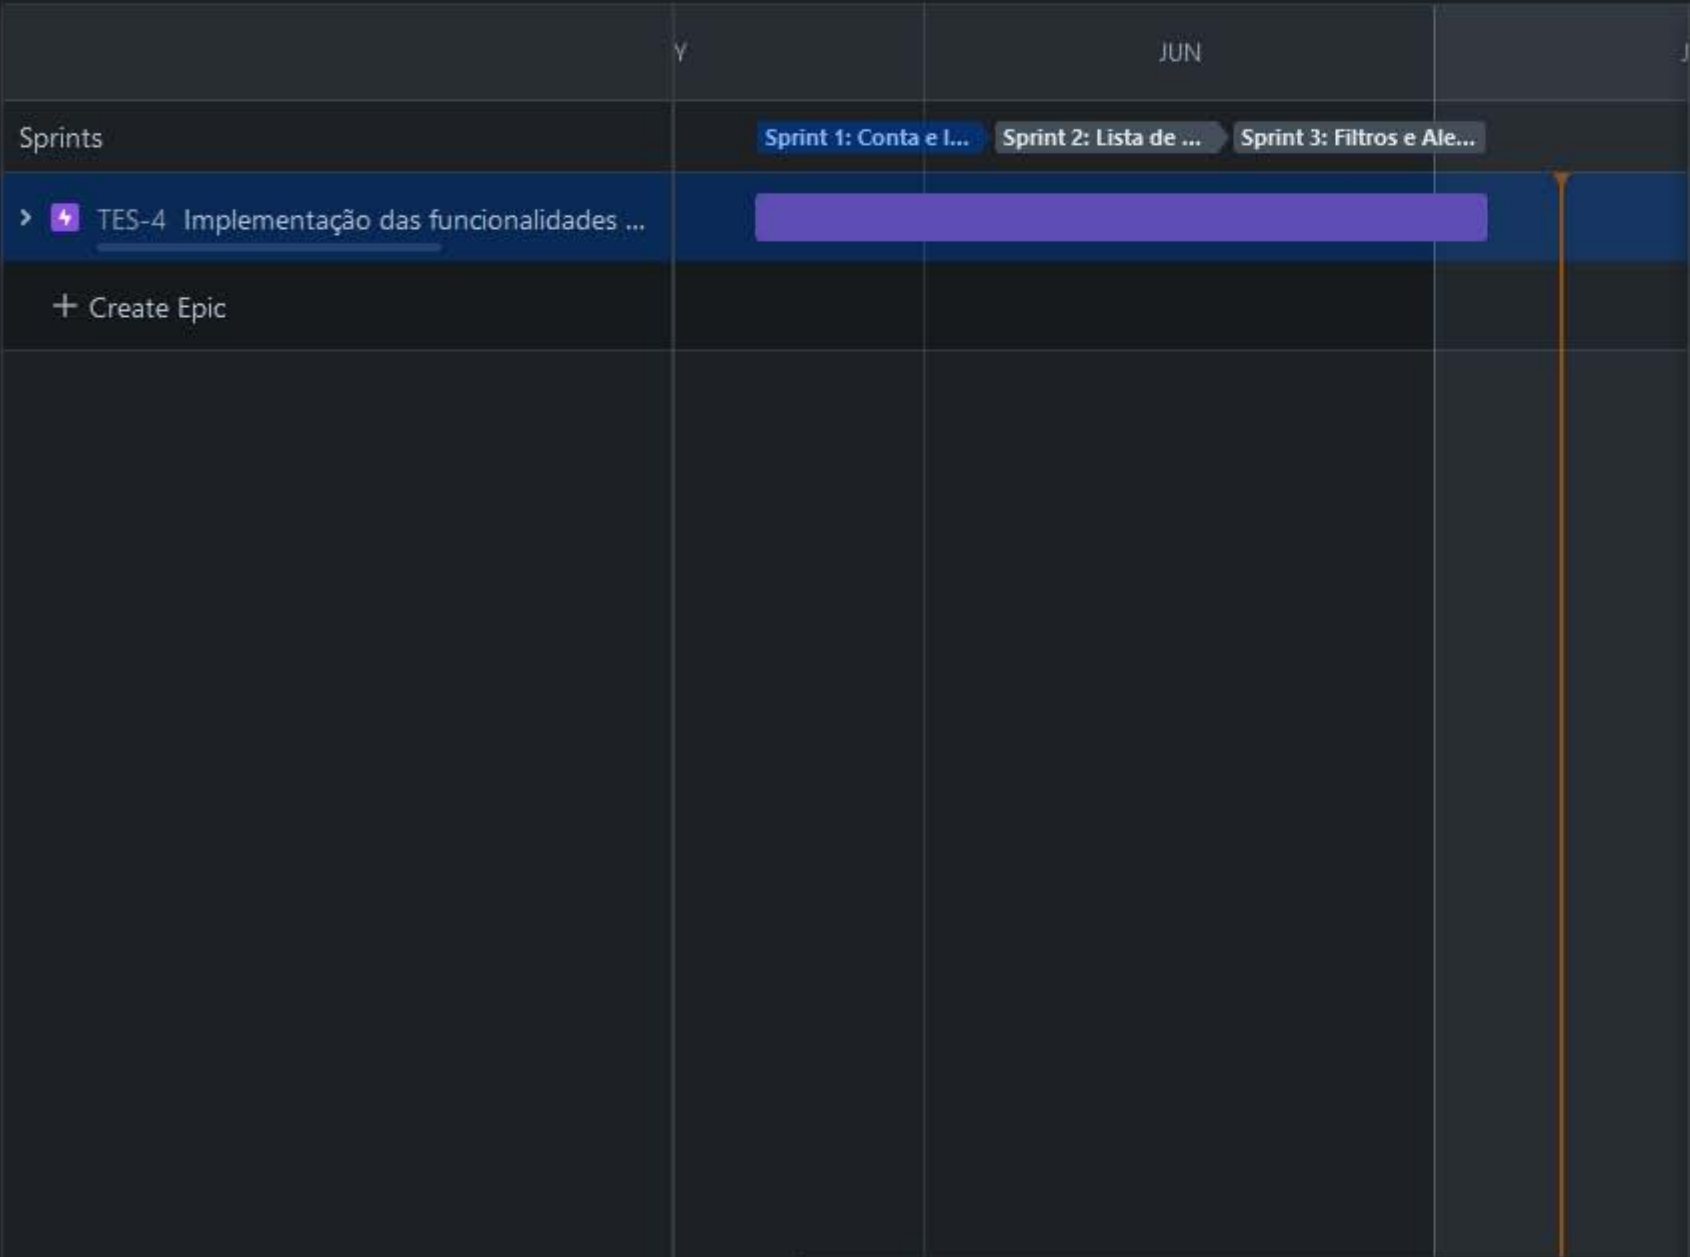 Y JUN J
Sprints Sprint 1: Conta e I... Sprint 2: Lista de ... Sprint 3: Filtros e Ale...
TES-4 Implementação das funcionalidades ...
+ Create Epic